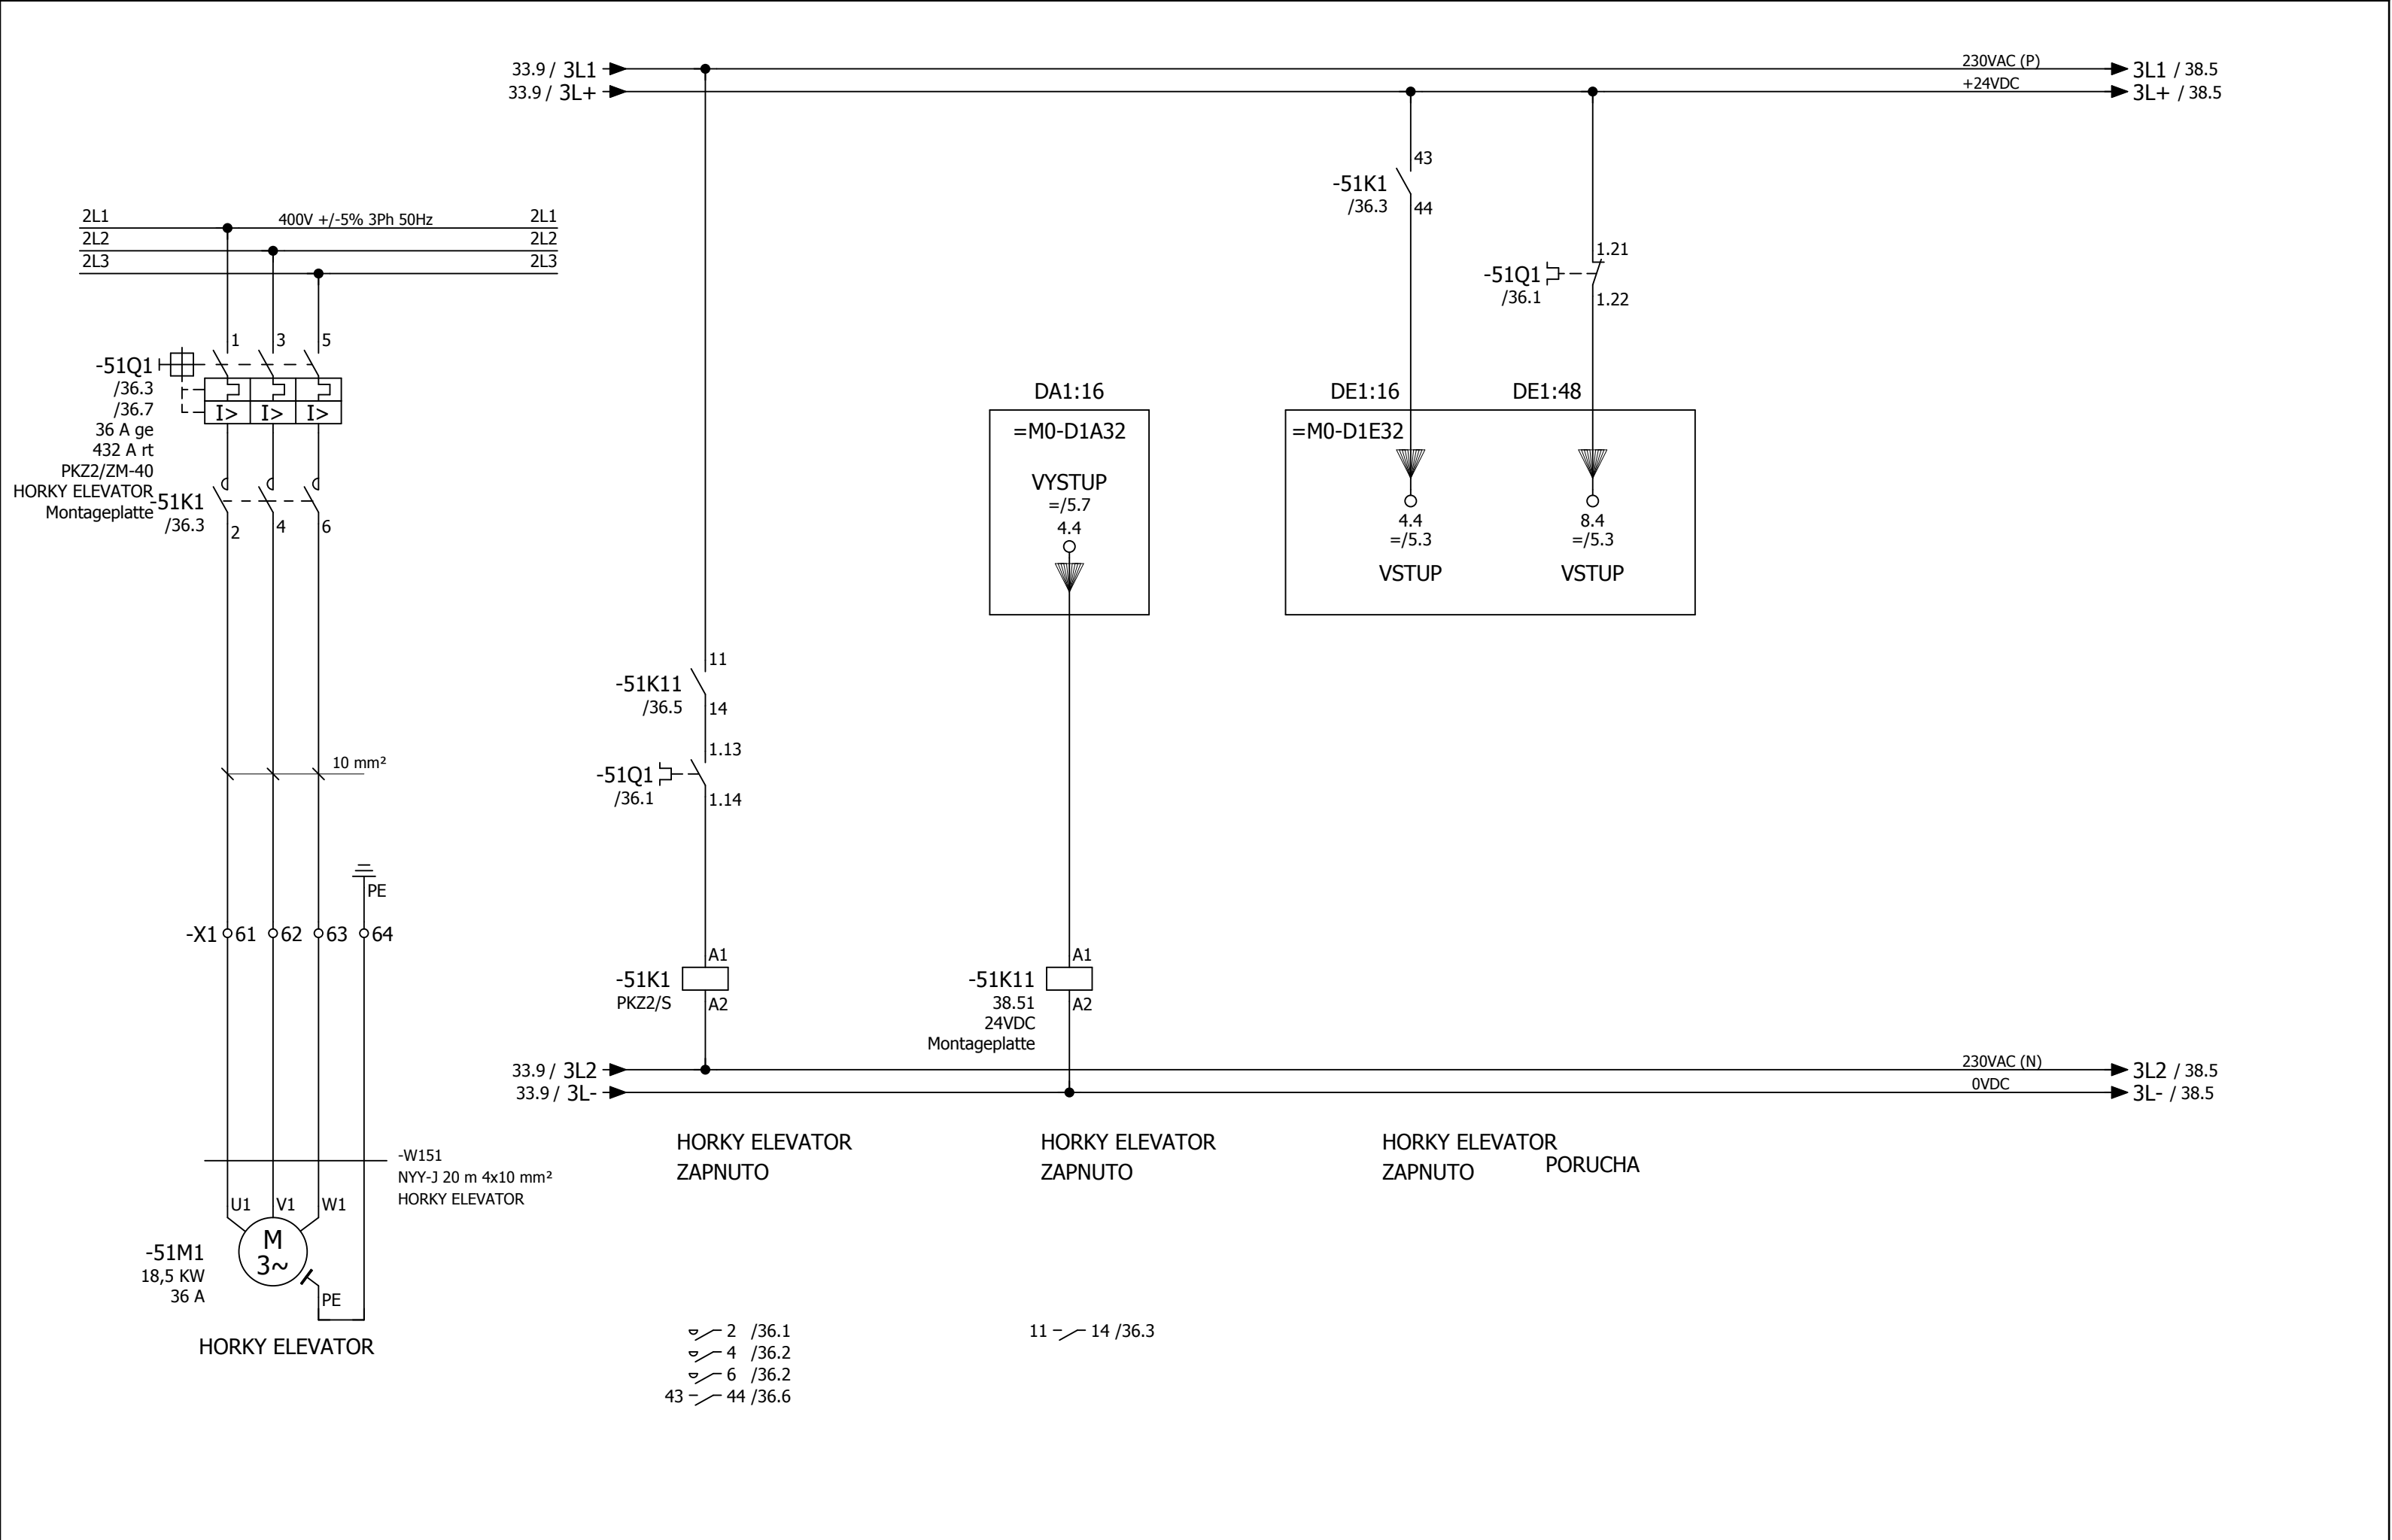 33.9 / 3L1
230VAC (P)
3L1 / 38.5
33.9 / 3L+
+24VDC
3L+ / 38.5
2L1
400V +/-5% 3Ph 50Hz
2L1
2L2
2L2
2L3
2L3
43
-51K1
/36.3
44
1.21
-51Q1
/36.1
1.22
1
3
5
-51Q1
/36.3
/36.7
36 A ge
432 A rt
PKZ2/ZM-40
HORKY ELEVATOR
Montageplatte
I>
I>
I>
-51K1
/36.3
2
4
6
DA1:16
=M0-D1A32
VYSTUP
=/5.7
4.4
DE1:16
DE1:48
=M0-D1E32
4.4
=/5.3
VSTUP
8.4
=/5.3
VSTUP
11
-51K11
/36.5
14
1.13
-51Q1
/36.1
1.14
10 mm²
PE
-X1
61
62
63
64
A1
-51K1
PKZ2/S
A2
A1
-51K11
38.51
24VDC
Montageplatte
A2
33.9 / 3L2
230VAC (N)
3L2 / 38.5
33.9 / 3L-
0VDC
3L- / 38.5
HORKY ELEVATOR
ZAPNUTO
HORKY ELEVATOR
ZAPNUTO
HORKY ELEVATOR
ZAPNUTO
PORUCHA
-W151
NYY-J 20 m 4x10 mm²
HORKY ELEVATOR
U1
V1
W1
M
3~
-51M1
18,5 KW
36 A
PE
HORKY ELEVATOR
2 /36.1
4 /36.2
6 /36.2
43 44 /36.6
11 14 /36.3